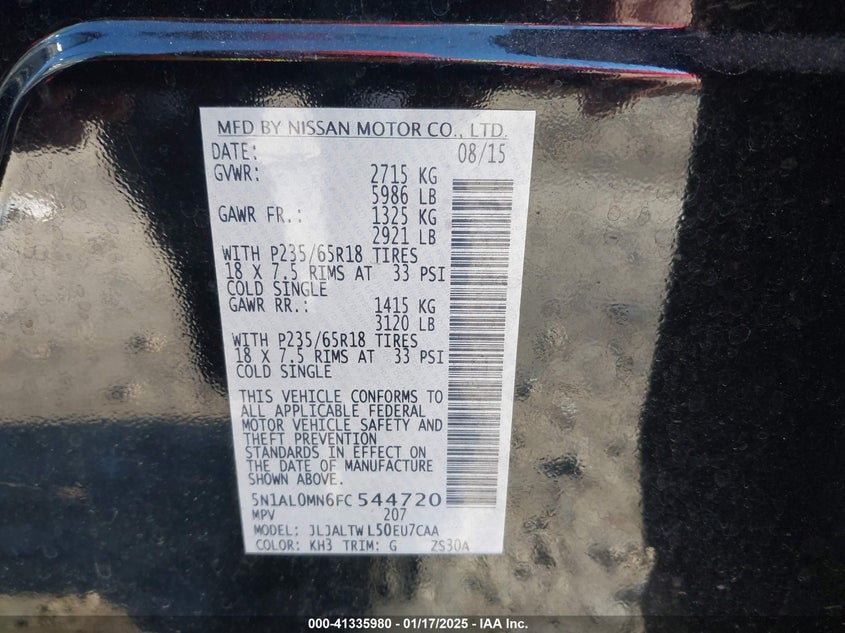 MFD BY NISSAN MOTOR CO., LTD.
DATE: 08/15
GVWR: 2715 KG
5986 LB
GAWR FR.: 1325 KG
2921 LB
WITH P235/65R18 TIRES
18 X 7.5 RIMS AT 33 PSI
COLD SINGLE
GAWR RR.: 1415 KG
3120 LB
WITH P235/65R18 TIRES
18 X 7.5 RIMS AT 33 PSI
COLD SINGLE
THIS VEHICLE CONFORMS TO
ALL APPLICABLE FEDERAL
MOTOR VEHICLE SAFETY AND
THEFT PREVENTION
STANDARDS IN EFFECT ON
THE DATE OF MANUFACTURE
SHOWN ABOVE.
5N1AL0MN6FC544720
MPV 207
MODEL: JLJALTWL50EU7CAA
COLOR: KH3 TRIM: G ZS30A
000-41335980 - 01/17/2025 - IAA Inc.